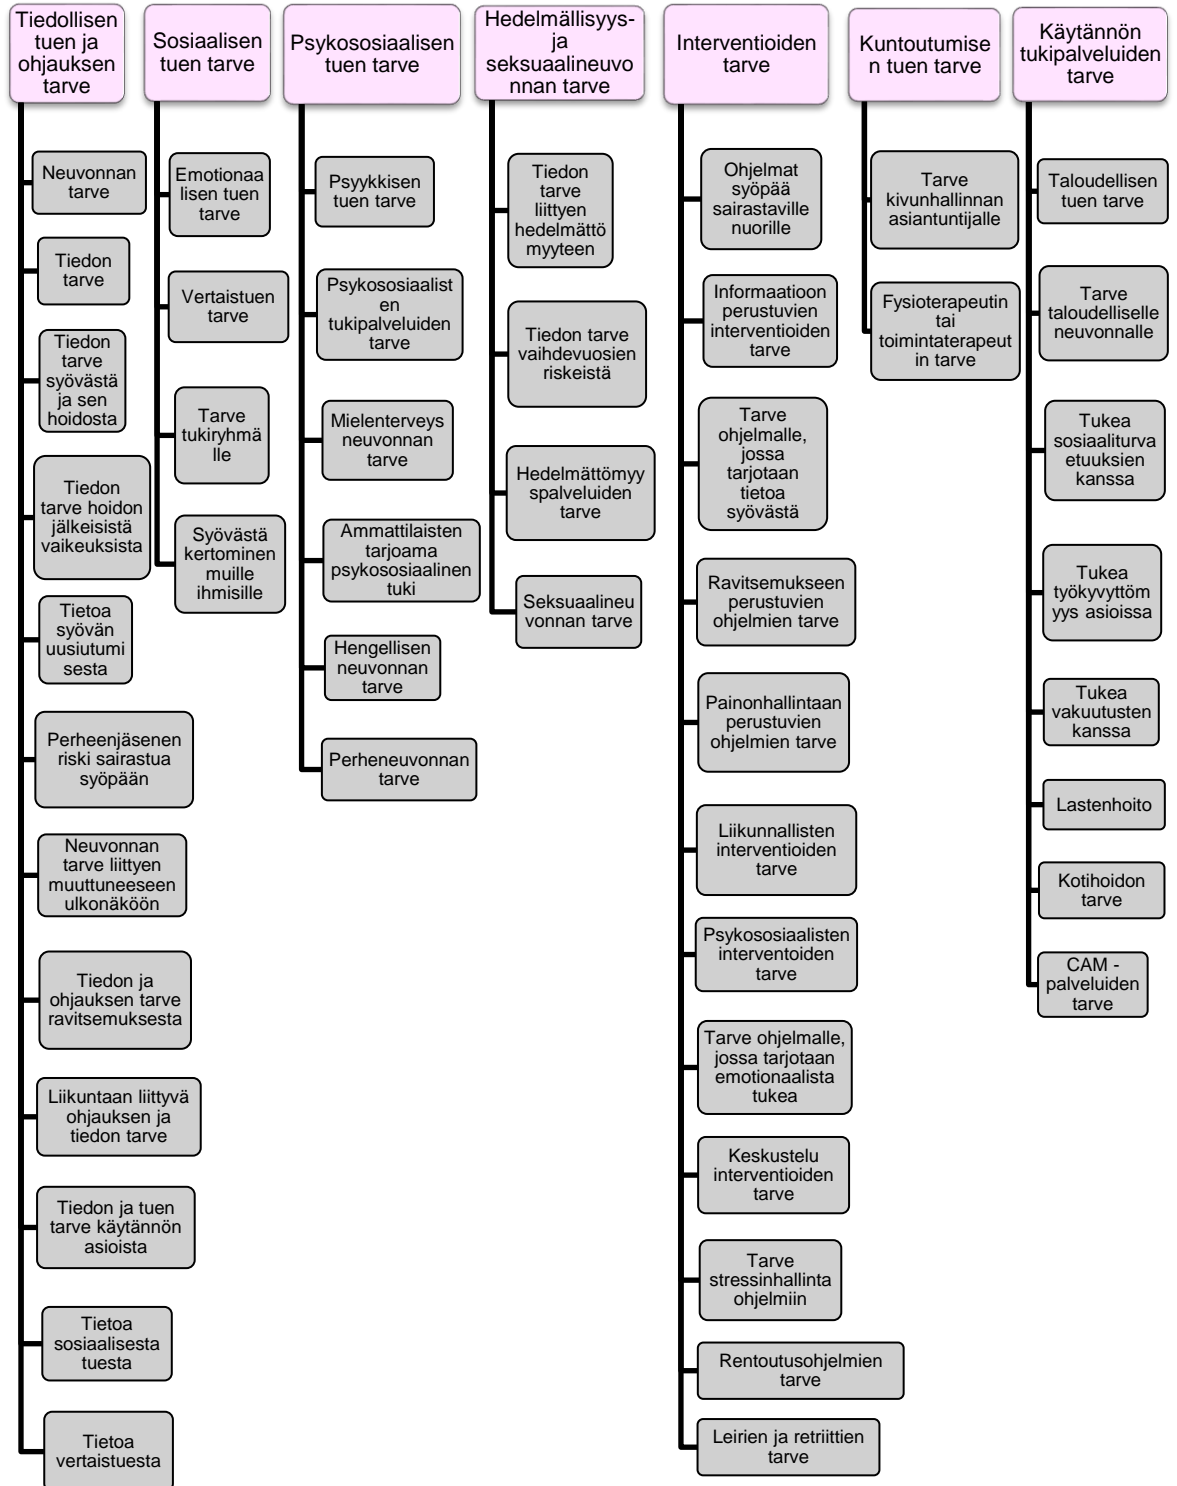 Tiedollisen
tuen ja
ohjauksen
tarve
Neuvonnan
tarve
Tiedon
tarve
Tiedon
tarve
syövästä
ja sen
hoidosta
Tiedon
tarve hoidon
jälkeisistä
vaikeuksista
Tietoa
syövän
uusiutumi
sesta
Perheenjäsenen
riski sairastua
syöpään
Neuvonnan
tarve liittyen
muuttuneeseen
ulkonäköön
Tiedon ja
ohjauksen tarve
ravitsemuksesta
Liikuntaan liittyvä
ohjauksen ja
tiedon tarve
Tiedon ja tuen
tarve käytännön
asioista
Tietoa
sosiaalisesta
tuesta
Tietoa
vertaistuesta
Sosiaalisen
tuen tarve
Emotionaa
lisen tuen
tarve
Vertaistuen
tarve
Tarve
tukiryhmä
lle
Syövästä
kertominen
muille
ihmisille
Psykososiaalisen
tuen tarve
Psyykkisen
tuen tarve
Psykososiaalist
en
tukipalveluiden
tarve
Mielenterveys
neuvonnan
tarve
Ammattilaisten
tarjoama
psykososiaalinen
tuki
Hengellisen
neuvonnan
tarve
Perheneuvonnan
tarve
Hedelmällisyys-
ja
seksuaalineuvo
nnan tarve
Tiedon
tarve
liittyen
hedelmättö
myyteen
Tiedon tarve
vaihdevuosien
riskeistä
Hedelmättömyy
spalveluiden
tarve
Seksuaalineu
vonnan tarve
Interventioiden
tarve
Ohjelmat
syöpää
sairastaville
nuorille
Informaatioon
perustuvien
interventioiden
tarve
Tarve
ohjelmalle,
jossa
tarjotaan
tietoa
syövästä
Ravitsemukseen
perustuvien
ohjelmien tarve
Painonhallintaan
perustuvien
ohjelmien tarve
Liikunnallisten
interventioiden
tarve
Psykososiaalisten
interventoiden
tarve
Tarve ohjelmalle,
jossa tarjotaan
emotionaalista
tukea
Keskustelu
interventioiden
tarve
Tarve
stressinhallinta
ohjelmiin
Rentoutusohjelmien
tarve
Leirien ja retriittien
tarve
Kuntoutumise
n tuen tarve
Tarve
kivunhallinnan
asiantuntijalle
Fysioterapeutin
tai
toimintaterapeut
in tarve
Käytännön
tukipalveluiden
tarve
Taloudellisen
tuen tarve
Tarve
taloudelliselle
neuvonnalle
Tukea
sosiaaliturva
etuuksien
kanssa
Tukea
työkyvyttöm
yys asioissa
Tukea
vakuutusten
kanssa
Lastenhoito
Kotihoidon
tarve
CAM -
palveluiden
tarve